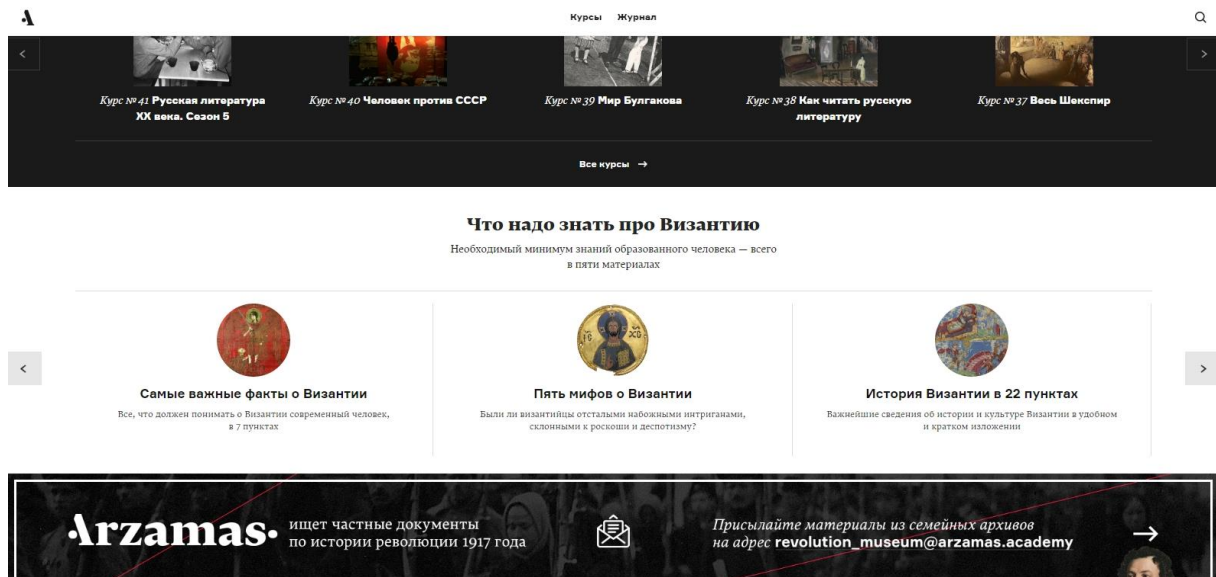 Курсы Журнал
Курс № 41 Русская литература
XX века. Сезон 5
Курс № 40 Человек против СССР
Курс № 39 Мир Булгакова
Курс № 38 Как читать русскую
литературу
Курс № 37 Весь Шекспир
Все курсы →
Что надо знать про Византию
Необходимый минимум знаний образованного человека — всего
в пяти материалах
Самые важные факты о Византии
Все, что должен понимать о Византии современный человек,
в 7 пунктах
Пять мифов о Византии
Были ли византийцы отсталыми набожными интриганами,
склонными к роскоши и деспотизму?
История Византии в 22 пунктах
Важнейшие сведения об истории и культуре Византии в удобном
и кратком изложении
Arzamas
ищет частные документы
по истории революции 1917 года
Присылайте материалы из семейных архивов
на адрес revolution_museum@arzamas.academy